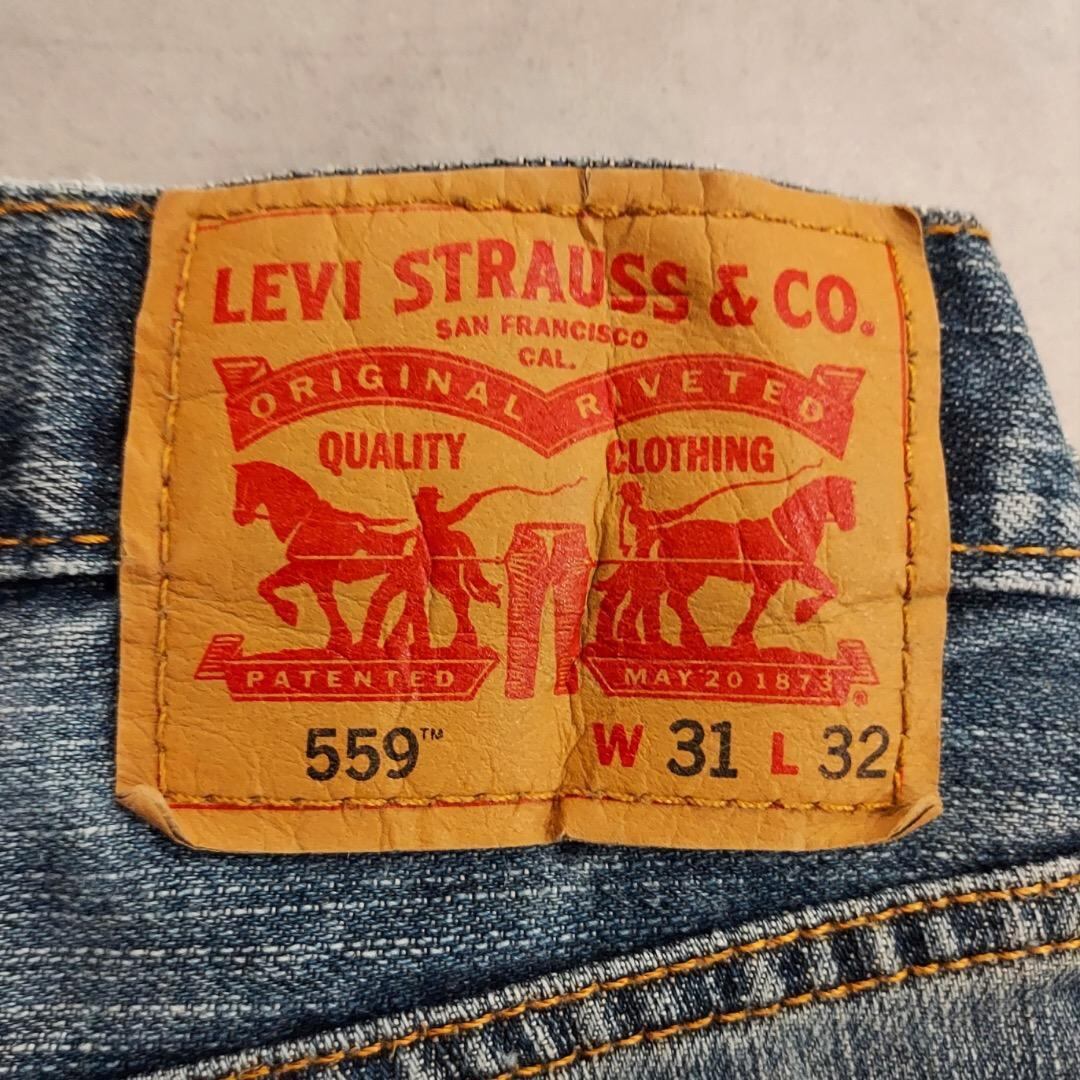 LEVI STRAUSS & CO.
SAN FRANCISCO
CAL.
ORIGINAL RIVETED
QUALITY CLOTHING
PATENTED MAY 20 1873 ®
559™ W 31 L 32